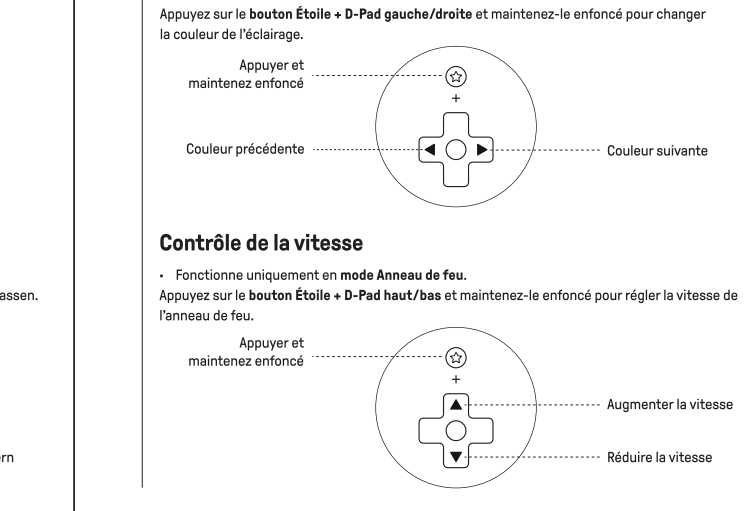 Appuyez sur le bouton Étoile + D-Pad gauche/droite et maintenez-le enfoncé pour changer
la couleur de l'éclairage.
Appuyer et
maintenez enfoncé
+
Couleur précédente
Couleur suivante
Contrôle de la vitesse
• Fonctionne uniquement en mode Anneau de feu.
Appuyez sur le bouton Étoile + D-Pad haut/bas et maintenez-le enfoncé pour régler la vitesse de
l'anneau de feu.
Appuyer et
maintenez enfoncé
+
Augmenter la vitesse
Réduire la vitesse
assen.
ern